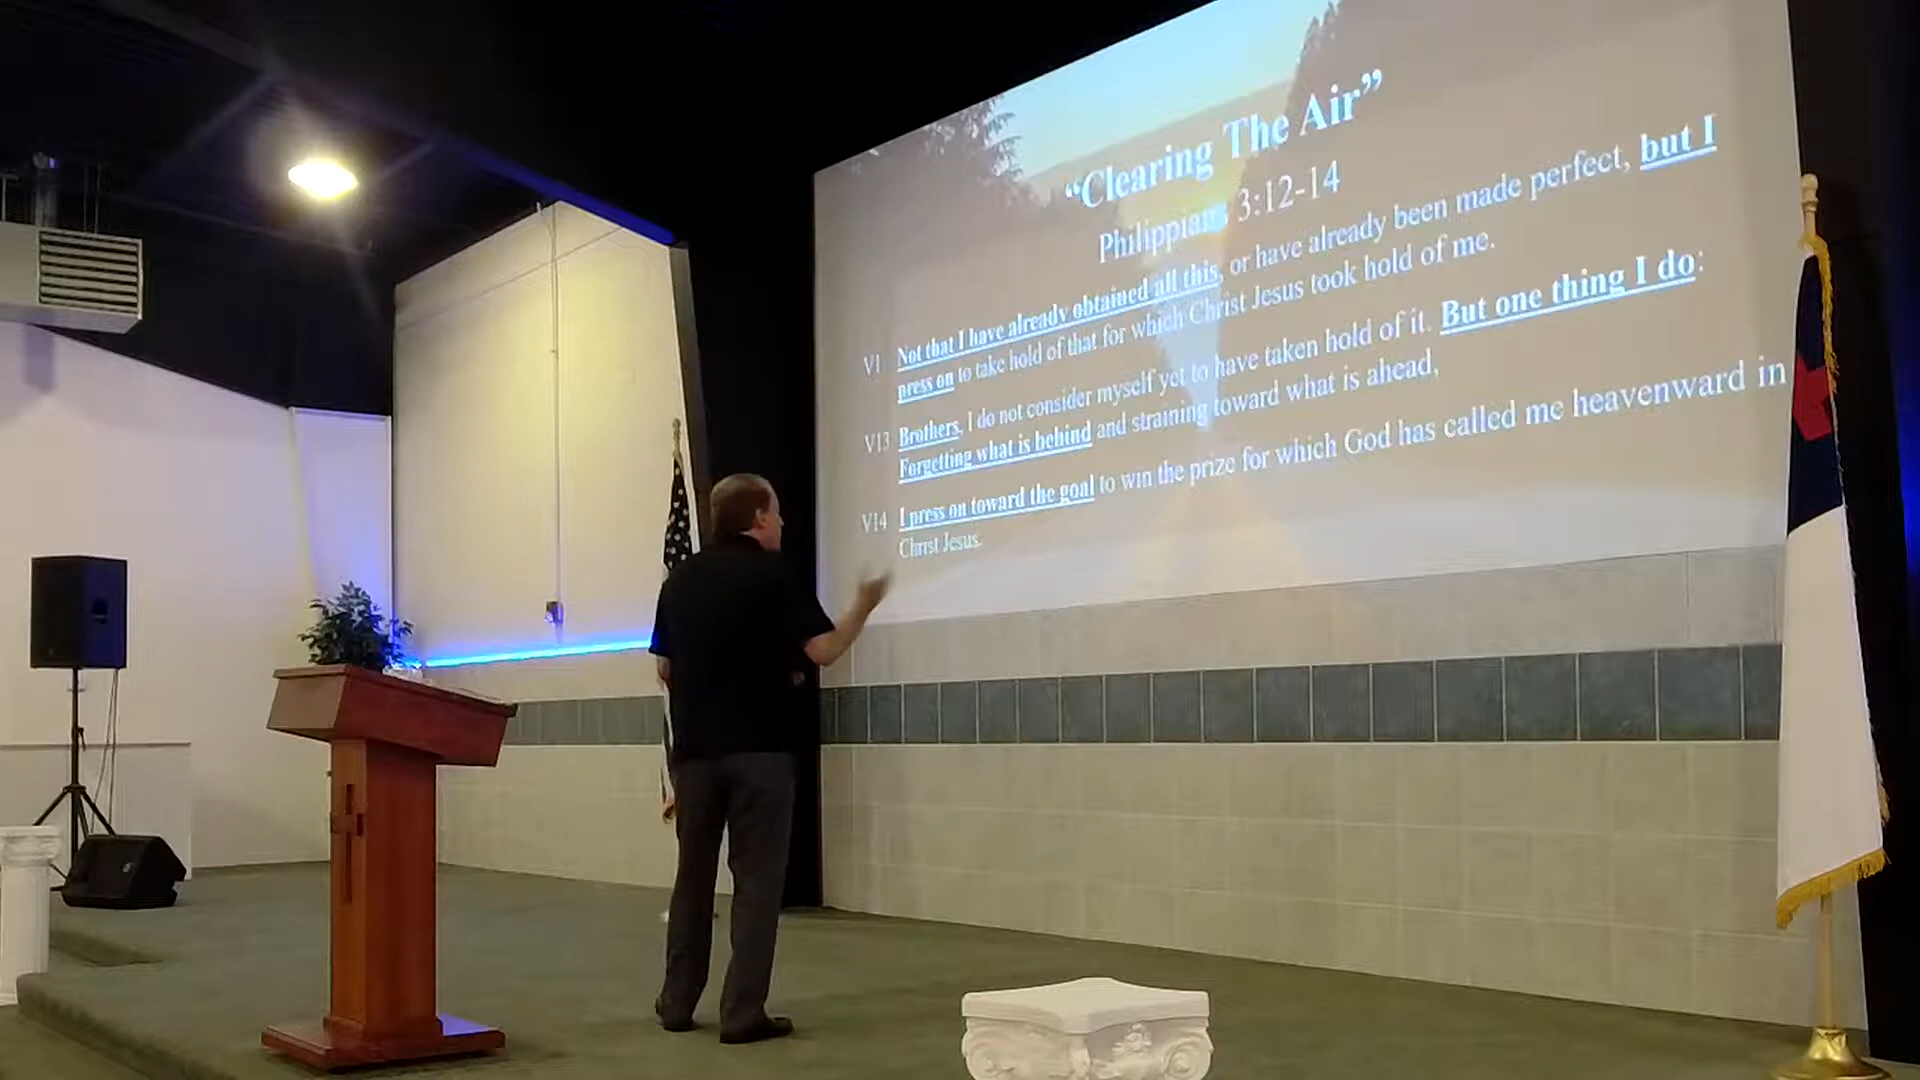 “Clearing The Air”
Philippians 3:12-14
V1 Not that I have already obtained all this, or have already been made perfect, but I
press on to take hold of that for which Christ Jesus took hold of me.
V13 Brothers, I do not consider myself yet to have taken hold of it. But one thing I do:
Forgetting what is behind and straining toward what is ahead,
V14 I press on toward the goal to win the prize for which God has called me heavenward in
Christ Jesus.